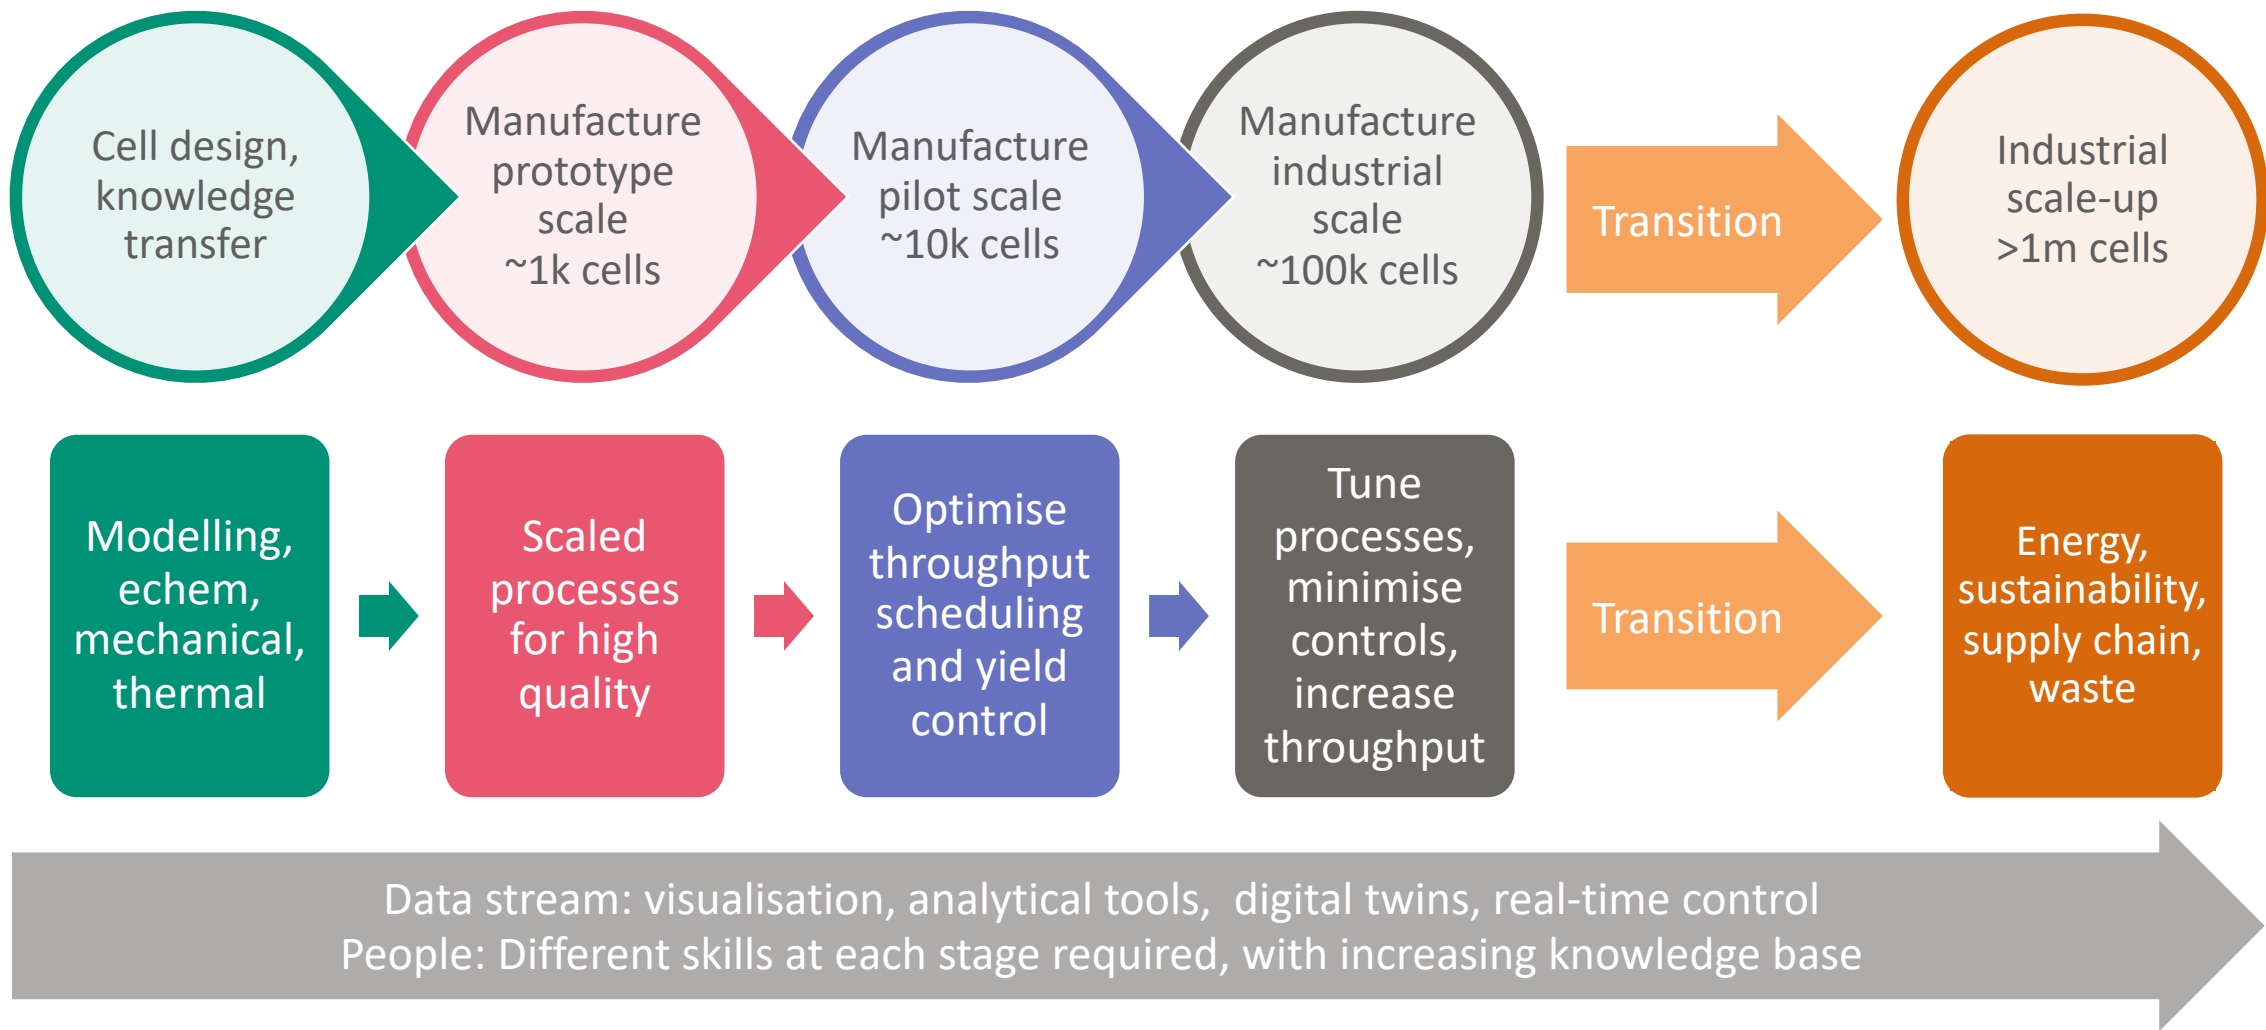 Cell design,
knowledge
transfer
Manufacture
prototype
scale
~1k cells
Manufacture
pilot scale
~10k cells
Manufacture
industrial
scale
~100k cells
Transition
Industrial
scale-up
>1m cells
Modelling,
echem,
mechanical,
thermal
Scaled
processes
for high
quality
Optimise
throughput
scheduling
and yield
control
Tune
processes,
minimise
controls,
increase
throughput
Transition
Energy,
sustainability,
supply chain,
waste
Data stream: visualisation, analytical tools,  digital twins, real-time control
People: Different skills at each stage required, with increasing knowledge base